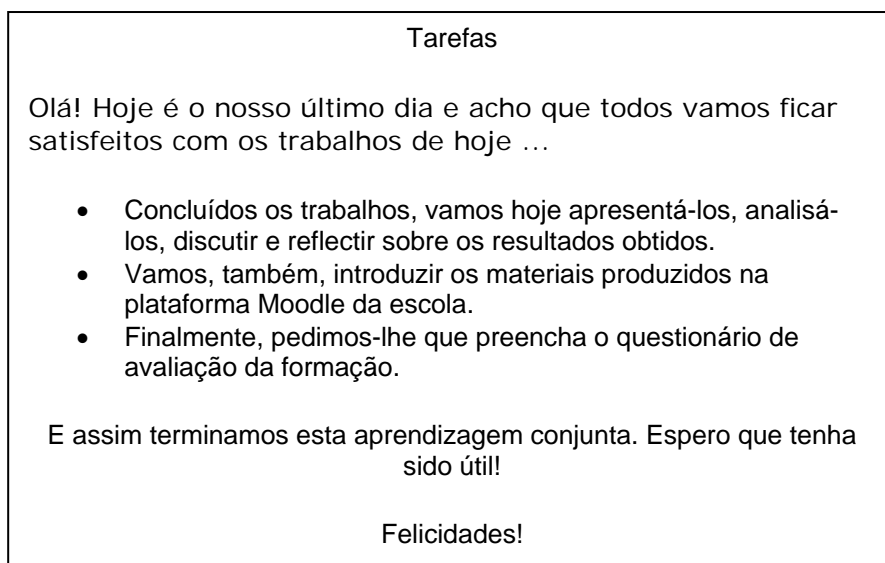 Tarefas
Olá! Hoje é o nosso último dia e acho que todos vamos ficar
satisfeitos com os trabalhos de hoje ...
• Concluídos os trabalhos, vamos hoje apresentá-los, analisá-
los, discutir e reflectir sobre os resultados obtidos.
• Vamos, também, introduzir os materiais produzidos na
plataforma Moodle da escola.
• Finalmente, pedimos-lhe que preencha o questionário de
avaliação da formação.
E assim terminamos esta aprendizagem conjunta. Espero que tenha
sido útil!
Felicidades!